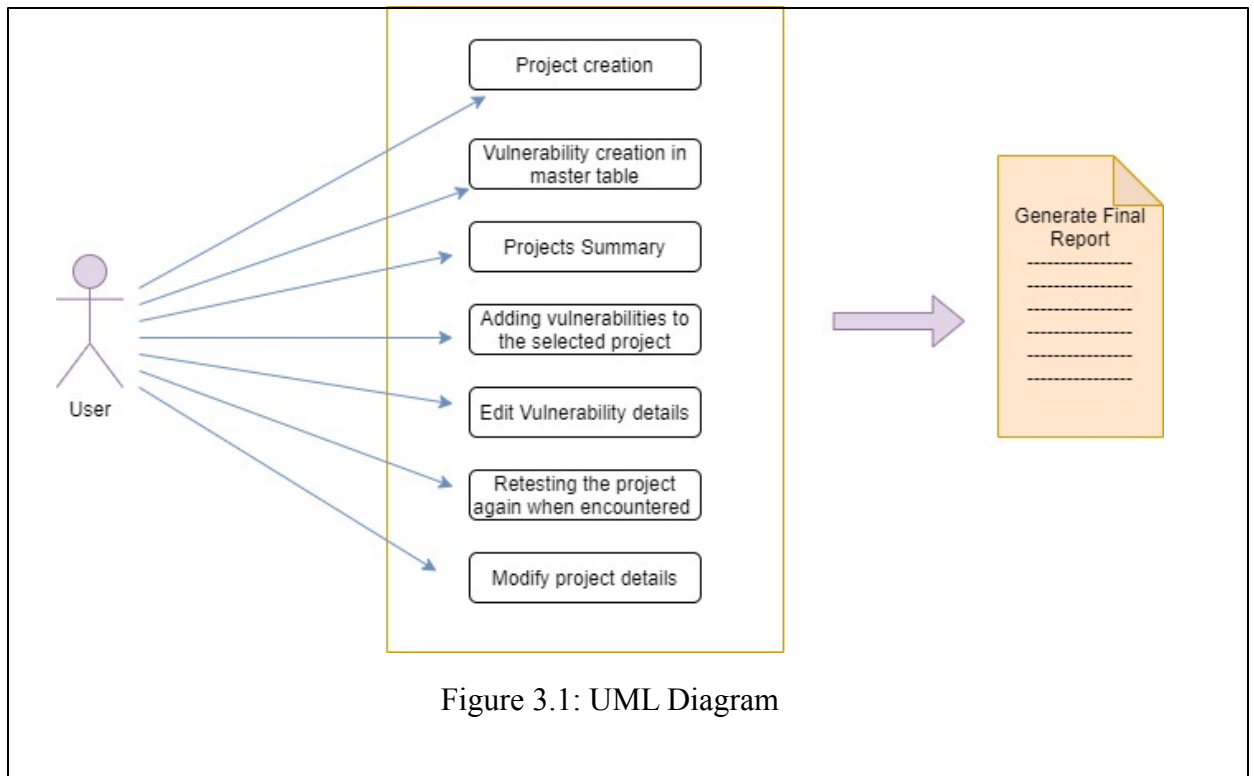 Project creation
Vulnerability creation in
master table
Projects Summary
Adding vulnerabilities to
the selected project
Edit Vulnerability details
Retesting the project
again when encountered
Modify project details
User
Generate Final
Report
----------------
----------------
----------------
----------------
----------------
----------------
Figure 3.1: UML Diagram